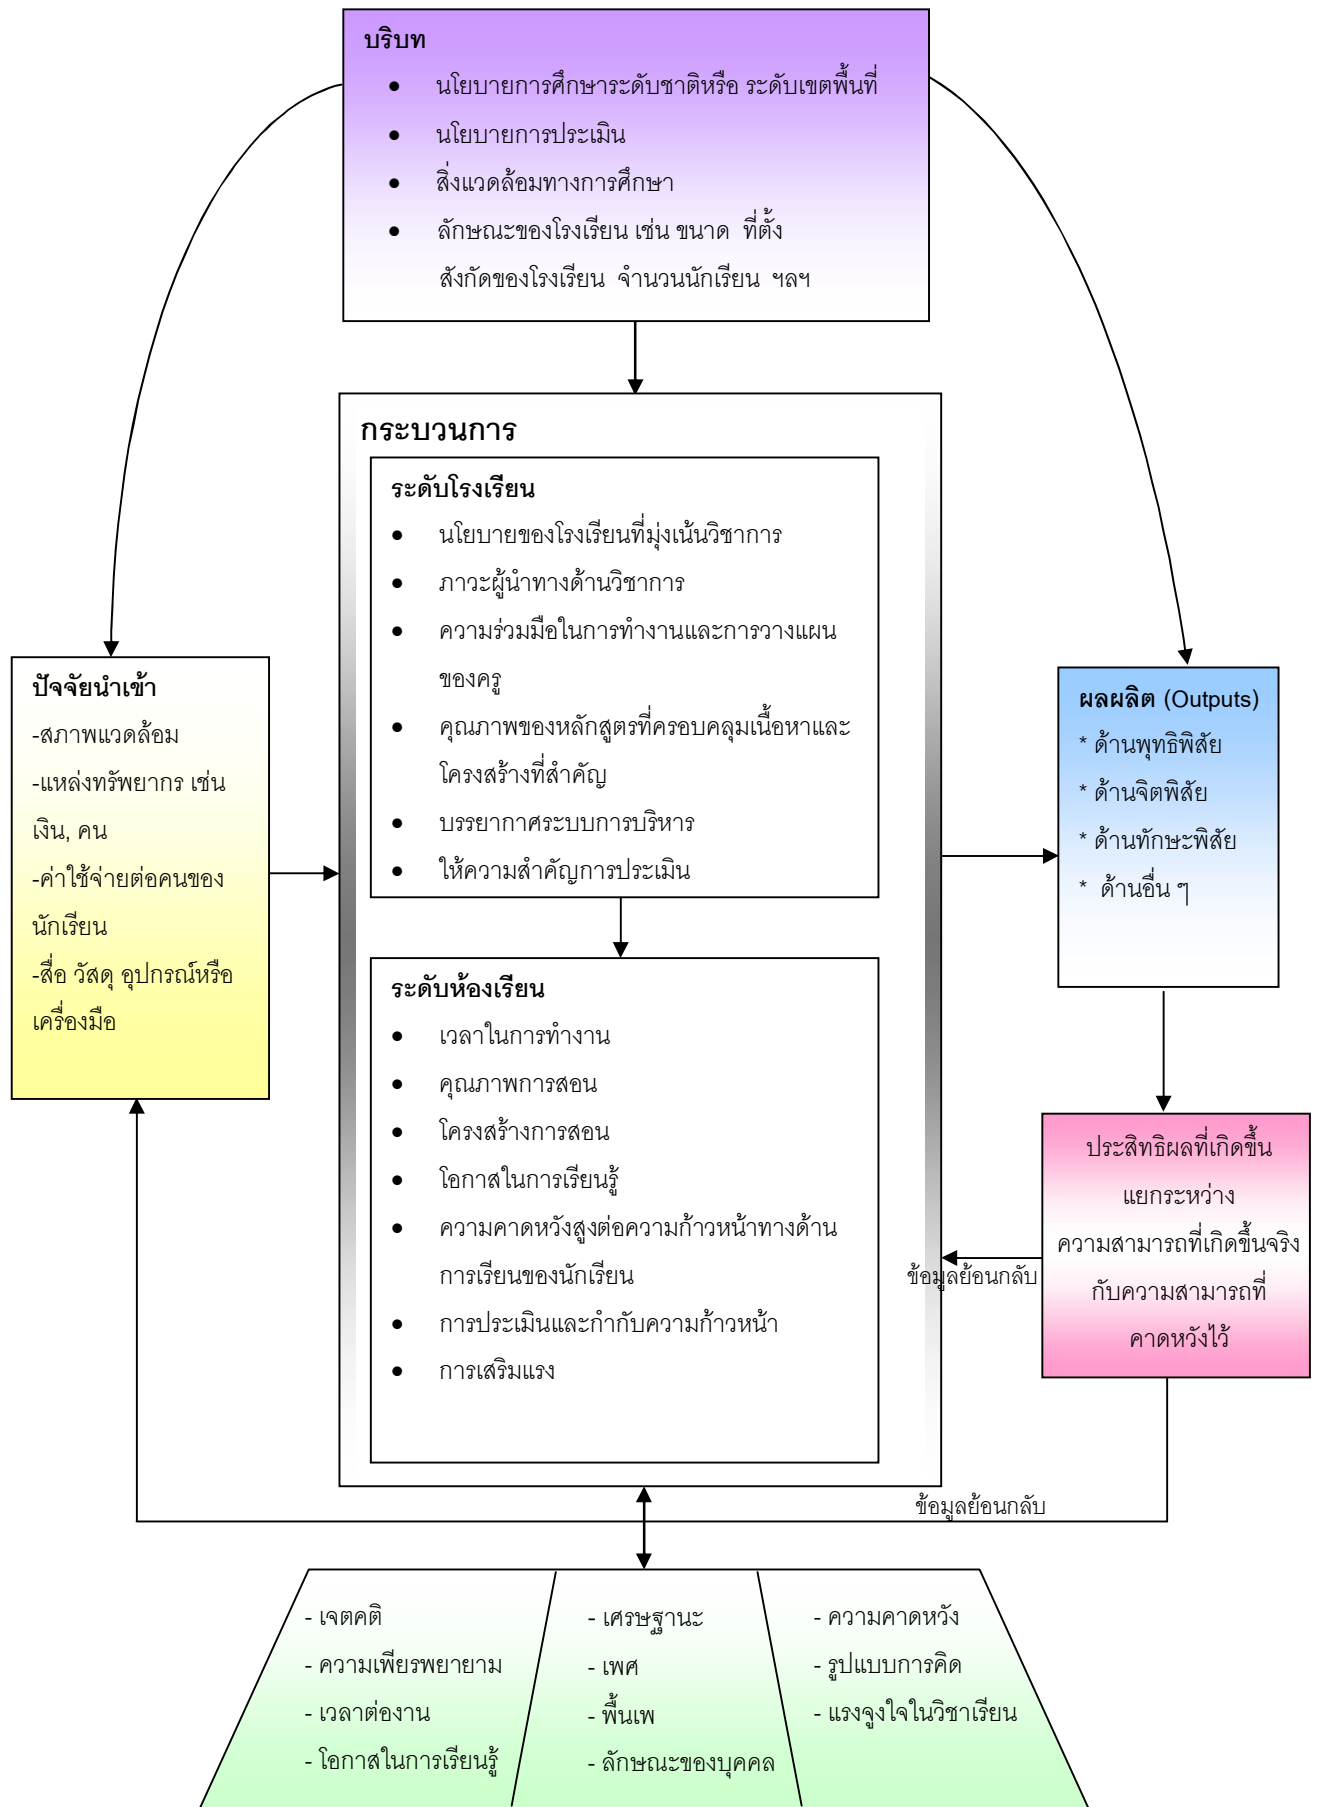 บริบท
• นโยบายการศึกษาระดับชาติหรือ ระดับเขตพื้นที่
• นโยบายการประเมิน
• สิ่งแวดล้อมทางการศึกษา
• ลักษณะของโรงเรียน เช่น ขนาด ที่ตั้ง
สังกัดของโรงเรียน จำนวนนักเรียน ฯลฯ
กระบวนการ
ระดับโรงเรียน
• นโยบายของโรงเรียนที่มุ่งเน้นวิชาการ
• ภาวะผู้นำทางด้านวิชาการ
• ความร่วมมือในการทำงานและการวางแผน
ของครู
• คุณภาพของหลักสูตรที่ครอบคลุมเนื้อหาและ
โครงสร้างที่สำคัญ
• บรรยากาศระบบการบริหาร
• ให้ความสำคัญการประเมิน
ปัจจัยนำเข้า
-สภาพแวดล้อม
-แหล่งทรัพยากร เช่น
เงิน, คน
-ค่าใช้จ่ายต่อคนของ
นักเรียน
-สื่อ วัสดุ อุปกรณ์หรือ
เครื่องมือ
ผลผลิต (Outputs)
* ด้านพุทธิพิสัย
* ด้านจิตพิสัย
* ด้านทักษะพิสัย
* ด้านอื่น ๆ
ระดับห้องเรียน
• เวลาในการทำงาน
• คุณภาพการสอน
• โครงสร้างการสอน
• โอกาสในการเรียนรู้
• ความคาดหวังสูงต่อความก้าวหน้าทางด้าน
การเรียนของนักเรียน
• การประเมินและกำกับความก้าวหน้า
• การเสริมแรง
ประสิทธิผลที่เกิดขึ้น
แยกระหว่าง
ความสามารถที่เกิดขึ้นจริง
กับความสามารถที่
คาดหวังไว้
ข้อมูลย้อนกลับ
ข้อมูลย้อนกลับ
- เจตคติ
- ความเพียรพยายาม
- เวลาต่องาน
- โอกาสในการเรียนรู้
- เศรษฐานะ
- เพศ
- พื้นเพ
- ลักษณะของบุคคล
- ความคาดหวัง
- รูปแบบการคิด
- แรงจูงใจในวิชาเรียน